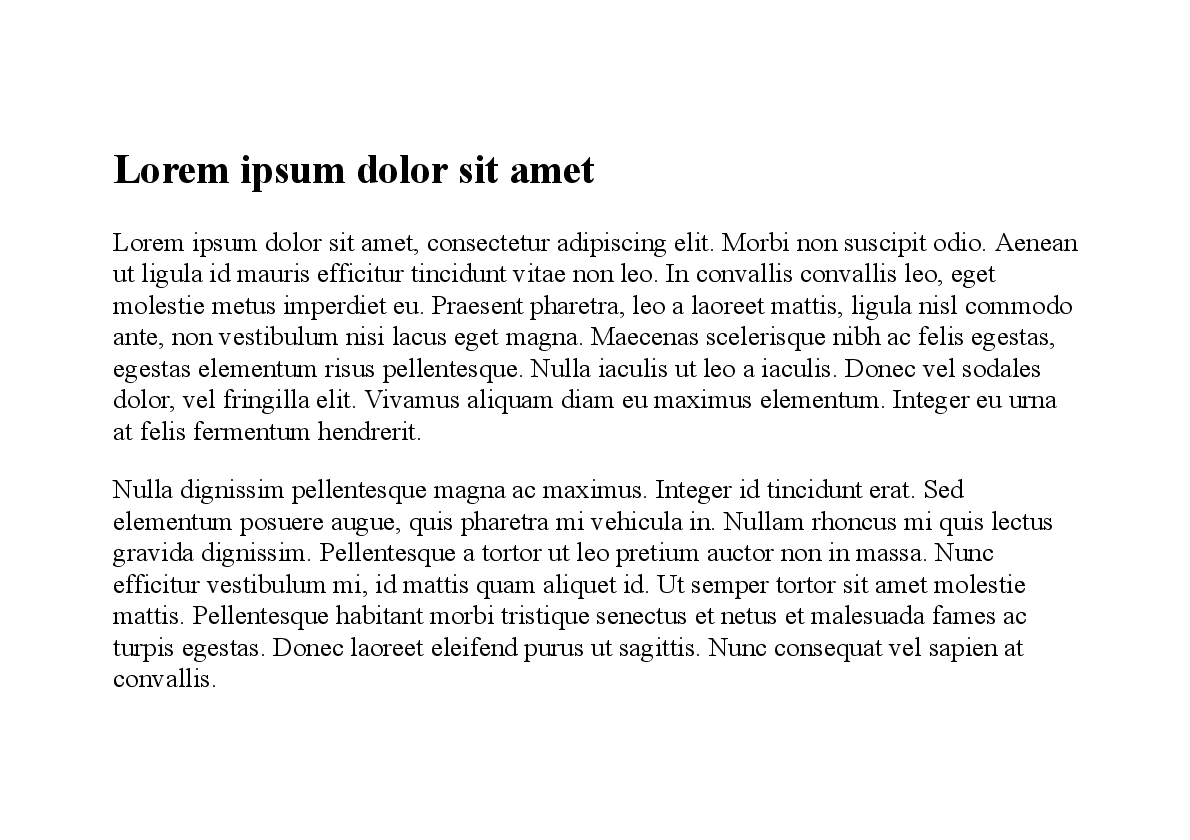 Lorem ipsum dolor sit amet
Lorem ipsum dolor sit amet, consectetur adipiscing elit. Morbi non suscipit odio. Aenean
ut ligula id mauris efficitur tincidunt vitae non leo. In convallis convallis leo, eget
molestie metus imperdiet eu. Praesent pharetra, leo a laoreet mattis, ligula nisl commodo
ante, non vestibulum nisi lacus eget magna. Maecenas scelerisque nibh ac felis egestas,
egestas elementum risus pellentesque. Nulla iaculis ut leo a iaculis. Donec vel sodales
dolor, vel fringilla elit. Vivamus aliquam diam eu maximus elementum. Integer eu urna
at felis fermentum hendrerit.
Nulla dignissim pellentesque magna ac maximus. Integer id tincidunt erat. Sed
elementum posuere augue, quis pharetra mi vehicula in. Nullam rhoncus mi quis lectus
gravida dignissim. Pellentesque a tortor ut leo pretium auctor non in massa. Nunc
efficitur vestibulum mi, id mattis quam aliquet id. Ut semper tortor sit amet molestie
mattis. Pellentesque habitant morbi tristique senectus et netus et malesuada fames ac
turpis egestas. Donec laoreet eleifend purus ut sagittis. Nunc consequat vel sapien at
convallis.